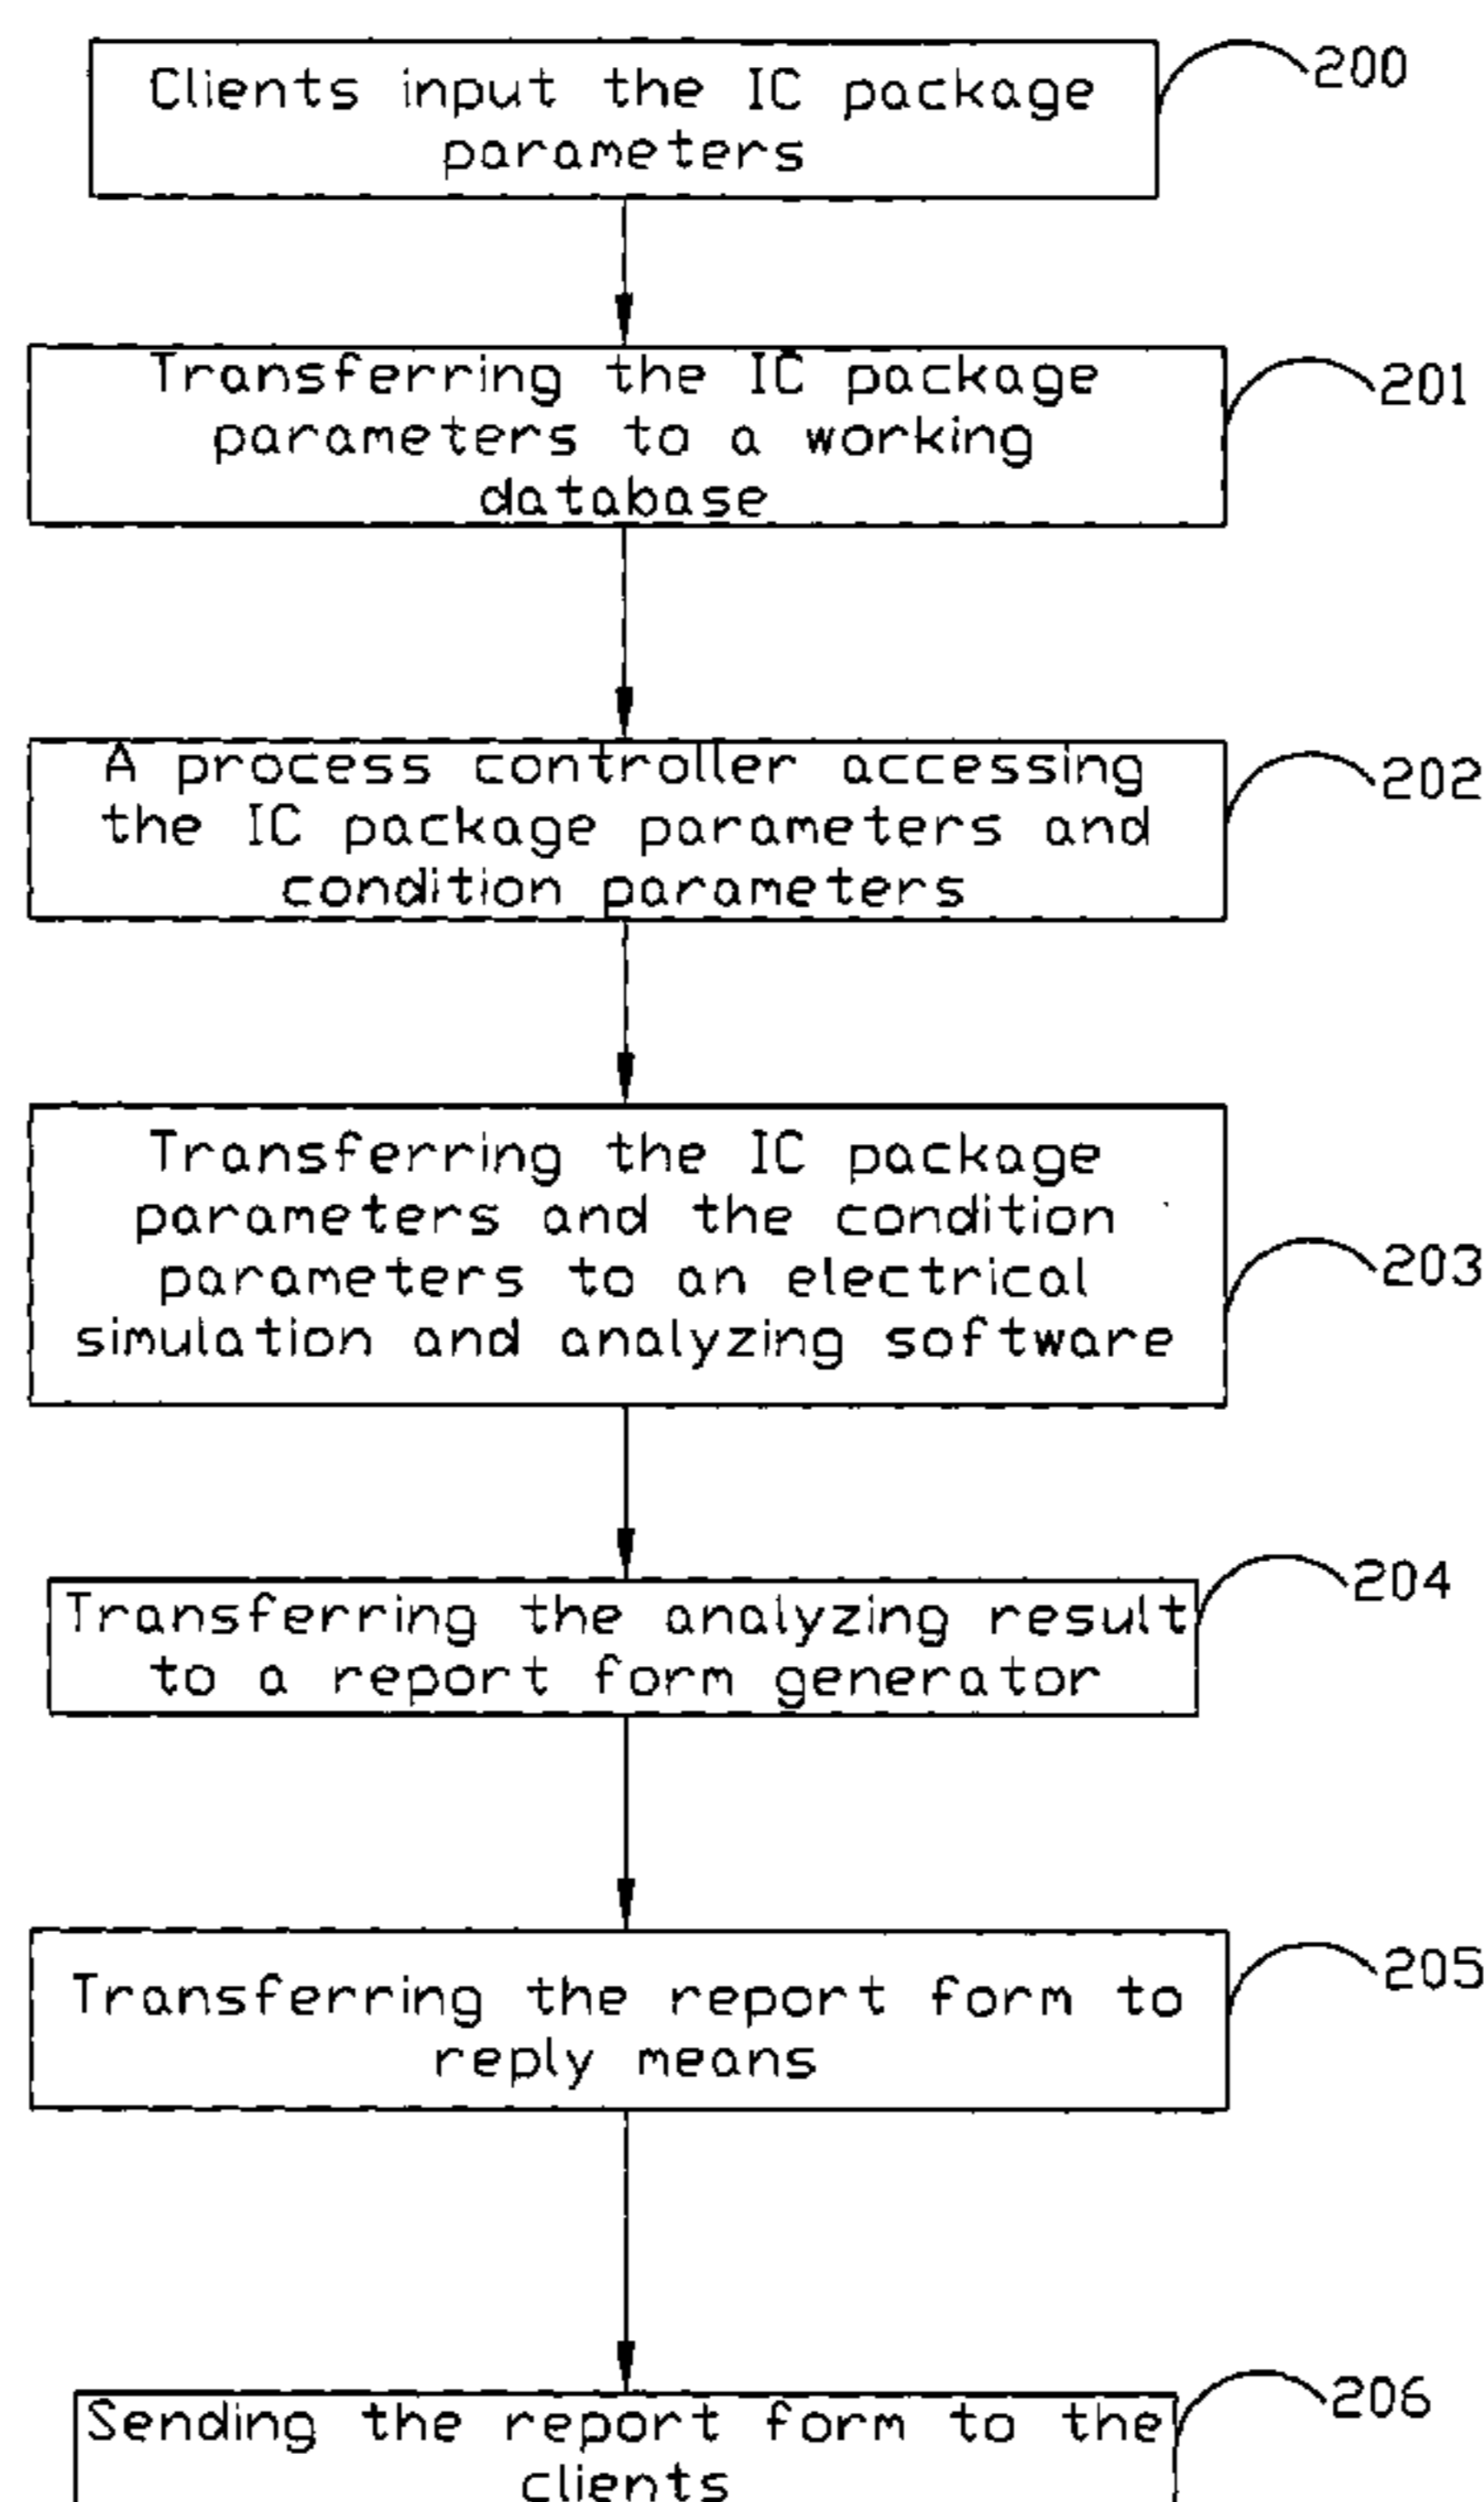 Clients input the IC package
parameters
200
Transferring the IC package
parameters to a working
database
201
A process controller accessing
the IC package parameters and
condition parameters
202
Transferring the IC package
parameters and the condition
parameters to an electrical
simulation and analyzing software
203
Transferring the analyzing result
to a report form generator
204
Transferring the report form to
reply means
205
Sending the report form to the
clients
206